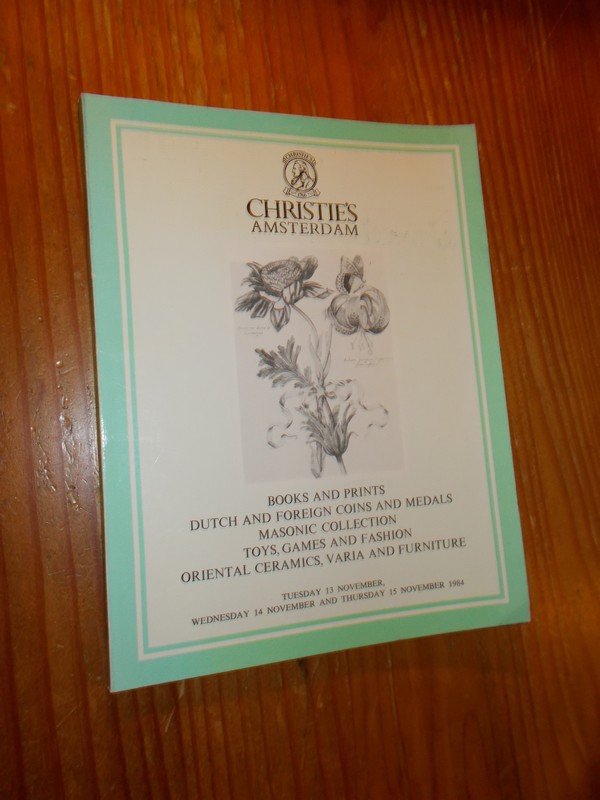 CHRISTIE'S
AMSTERDAM
BOOKS AND PRINTS
DUTCH AND FOREIGN COINS AND MEDALS
MASONIC COLLECTION
TOYS, GAMES AND FASHION
ORIENTAL CERAMICS, VARIA AND FURNITURE
TUESDAY 13 NOVEMBER,
WEDNESDAY 14 NOVEMBER AND THURSDAY 15 NOVEMBER 1984